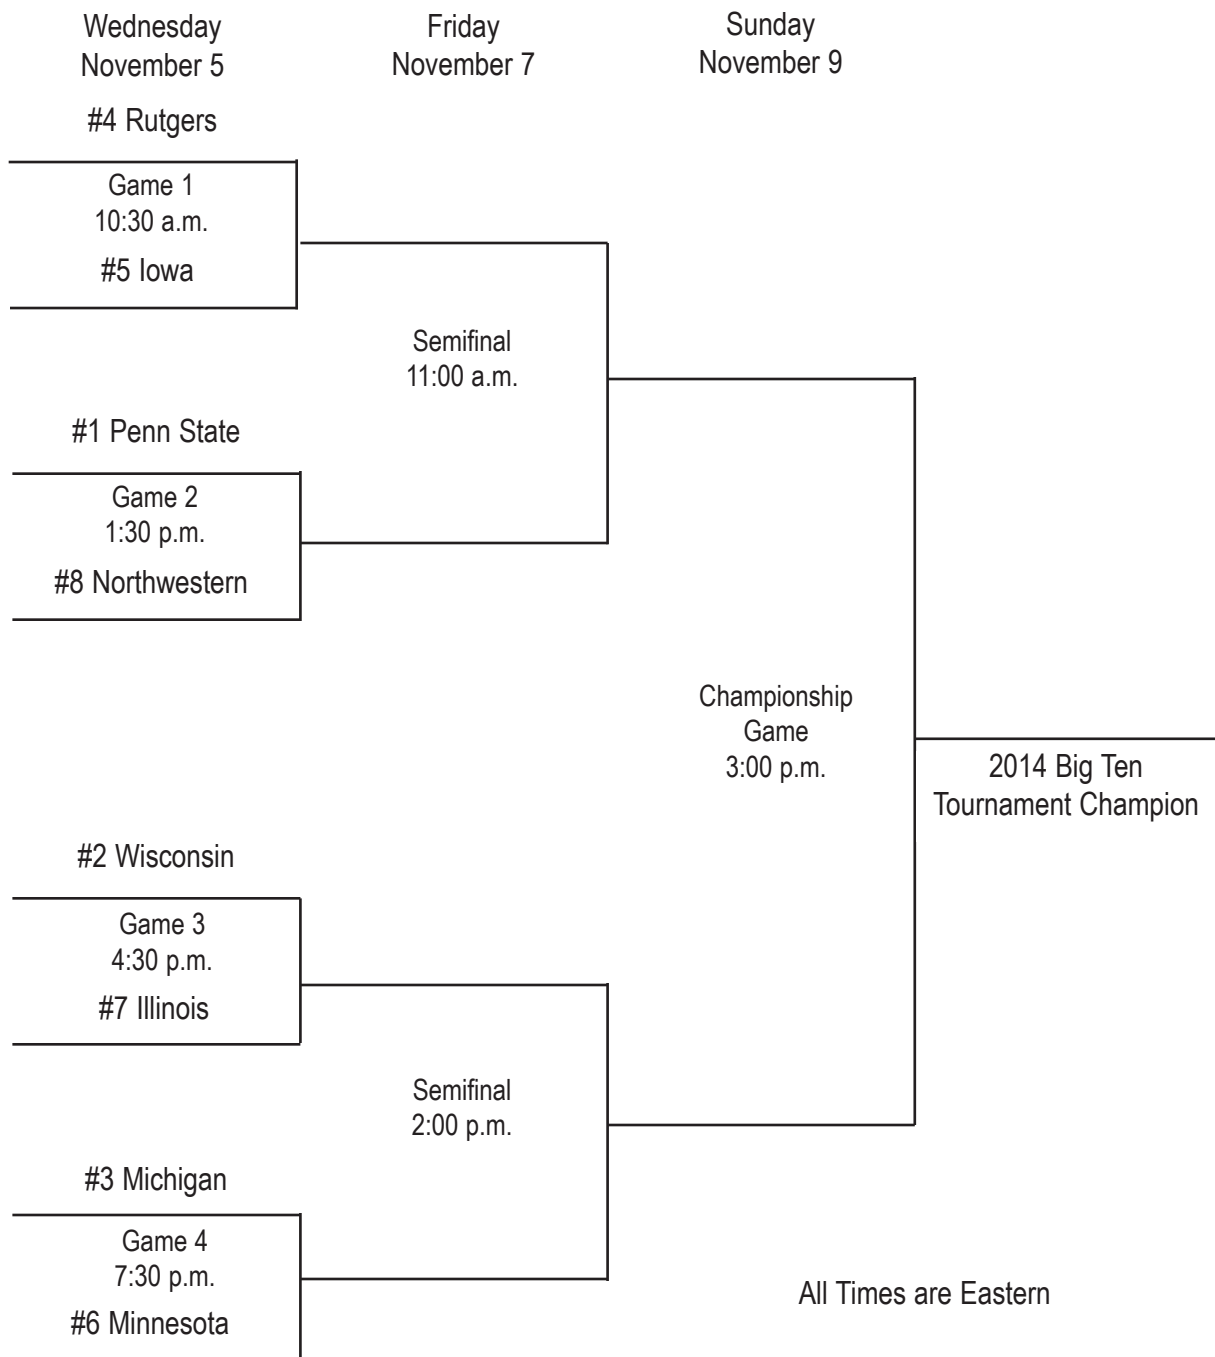 Wednesday
November 5
Friday
November 7
Sunday
November 9
#4 Rutgers
Game 1
10:30 a.m.
#5 Iowa
Semifinal
11:00 a.m.
#1 Penn State
Game 2
1:30 p.m.
#8 Northwestern
Championship
Game
3:00 p.m.
2014 Big Ten
Tournament Champion
#2 Wisconsin
Game 3
4:30 p.m.
#7 Illinois
Semifinal
2:00 p.m.
#3 Michigan
Game 4
7:30 p.m.
#6 Minnesota
All Times are Eastern